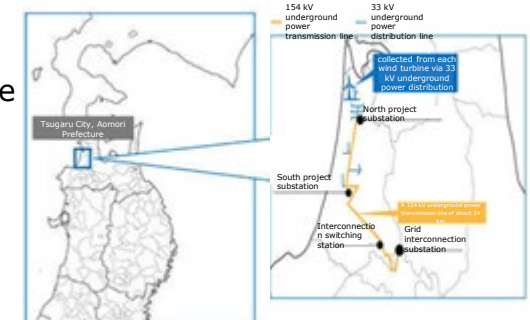 e
Tsugaru City, Aomori
Prefecture
154 kV
underground
power
transmission line
33 kV
underground
power
distribution line
collected from each
wind turbine via 33
kV underground
power distribution
North project
substation
South project
substation
A 154 kV underground power
transmission line of about 34
km
Interconnectio
n switching
station
Grid
interconnection
substation